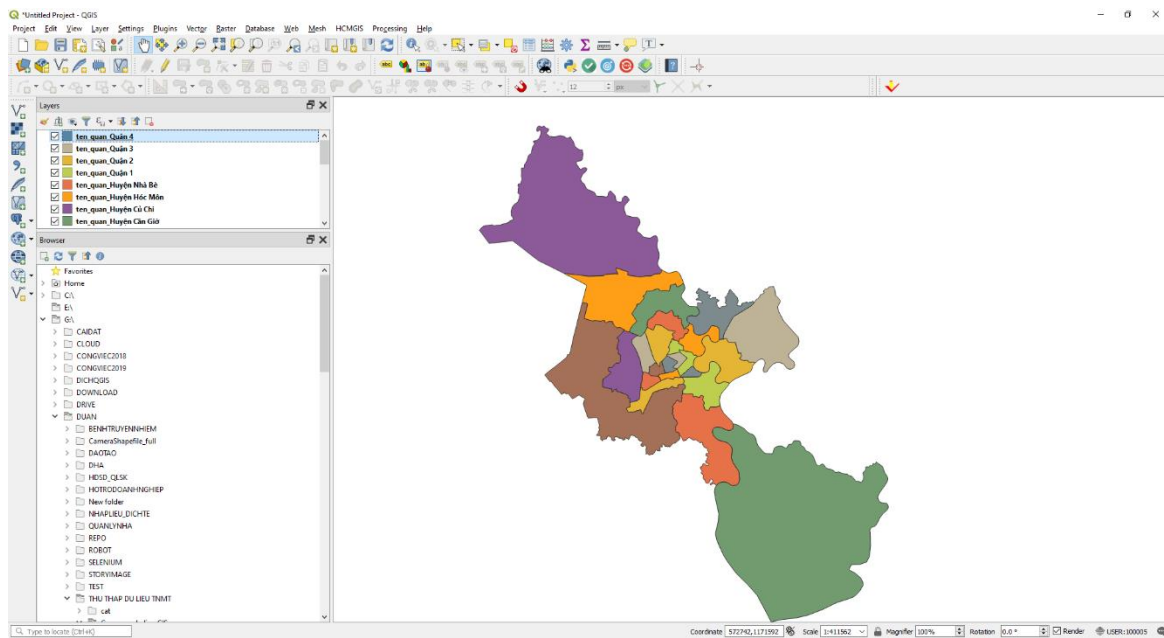 *Untitled Project - QGIS
Project Edit View Layer Settings Plugins Vector Raster Database Web Mesh HCMGIS Processing Help
abc
12 px
Layers
ten_quan_Quận 4
ten_quan_Quận 3
ten_quan_Quận 2
ten_quan_Quận 1
ten_quan_Huyện Nhà Bè
ten_quan_Huyện Hóc Môn
ten_quan_Huyện Củ Chi
ten_quan_Huyện Cần Giờ
Browser
Favorites
Home
C:\
E:\
G:\
CAIDAT
CLOUD
CONGVIEC2018
CONGVIEC2019
DICHQGIS
DOWNLOAD
DRIVE
DUAN
BENHTRUYENNHIEM
CameraShapefile_full
DAOTAO
DHA
HDSD_QLSK
HOTRODOANHNGHIEP
New folder
NHAPLIEU_DICHTE
QUANLYNHA
REPO
ROBOT
SELENIUM
STORYIMAGE
TEST
THU THAP DU LIEU TNMT
cat
Type to locate (Ctrl+K)
Coordinate 572742,1171592 Scale 1:411562 Magnifier 100% Rotation 0.0 ° Render USER:100005